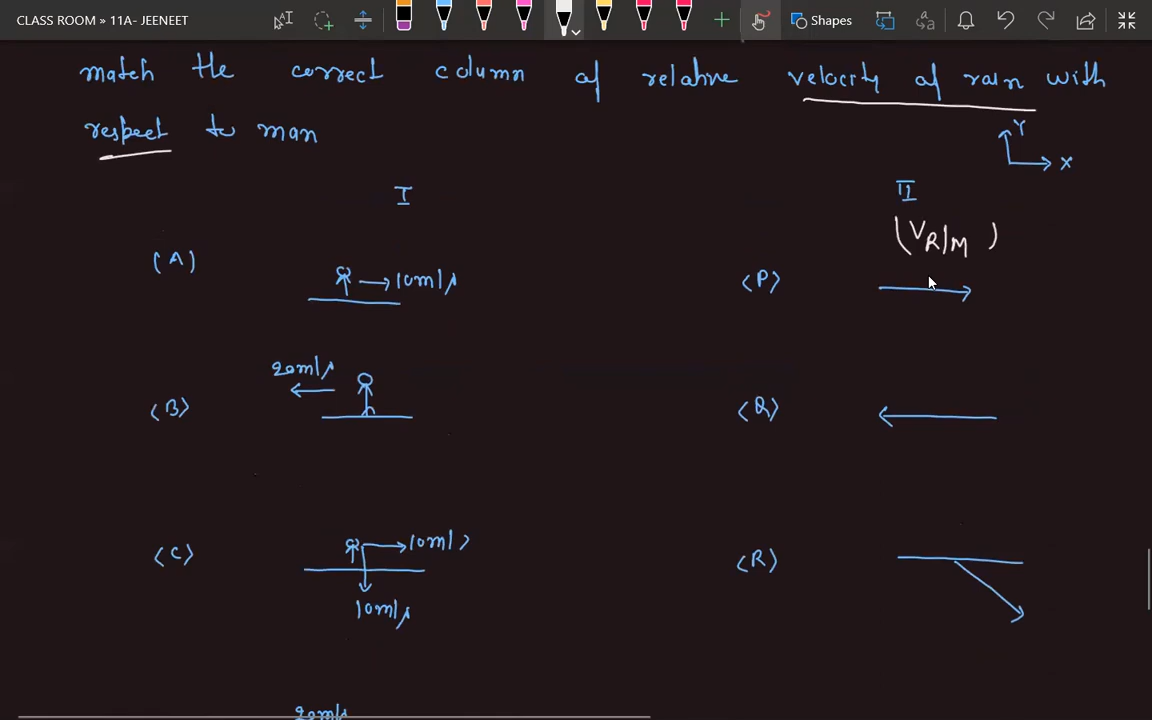 CLASS ROOM » 11A- JEENEET
Shapes
match the correct column of relative velocity of rain with
respect to man
Y
X
I
II
(V R/M)
(A)
10m/s
<P>
20m/s
<B>
<Q>
<C>
10m/s
<R>
10m/s
20m/s